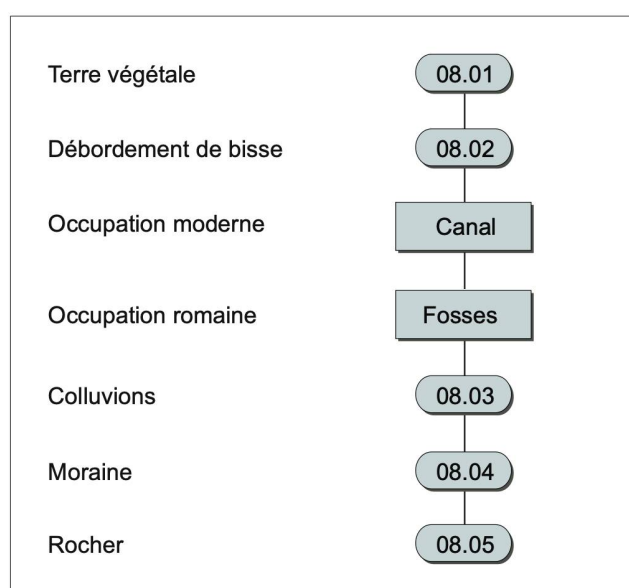 Terre végétale 08.01
Débordement de bisse 08.02
Occupation moderne Canal
Occupation romaine Fosses
Colluvions 08.03
Moraine 08.04
Rocher 08.05